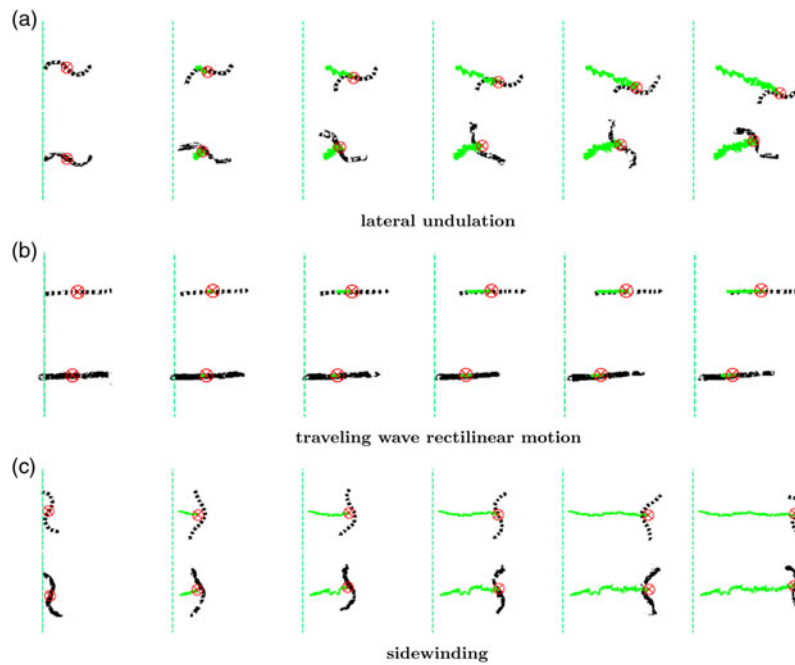 (a)
lateral undulation
(b)
traveling wave rectilinear motion
(c)
sidewinding